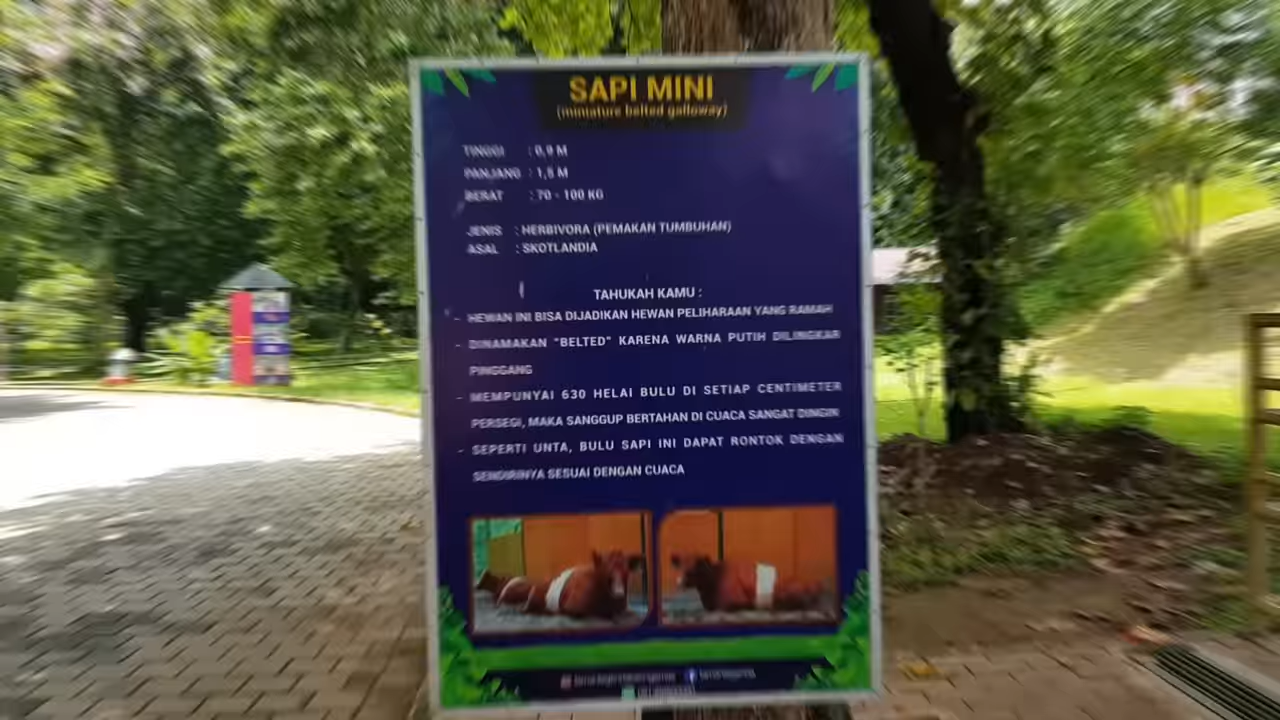 SAPI MINI
(miniature belted galloway)
TINGGI : 0,9 M
PANJANG : 1,5 M
BERAT : 70 - 100 KG
JENIS : HERBIVORA (PEMAKAN TUMBUHAN)
ASAL : SKOTLANDIA
TAHUKAH KAMU :
- HEWAN INI BISA DIJADIKAN HEWAN PELIHARAAN YANG RAMAH
- DINAMAKAN "BELTED" KARENA WARNA PUTIH DILINGKAR
PINGGANG
- MEMPUNYAI 630 HELAI BULU DI SETIAP CENTIMETER
PERSEGI, MAKA SANGGUP BERTAHAN DI CUACA SANGAT DINGIN
- SEPERTI UNTA, BULU SAPI INI DAPAT RONTOK DENGAN
SENDIRINYA SESUAI DENGAN CUACA